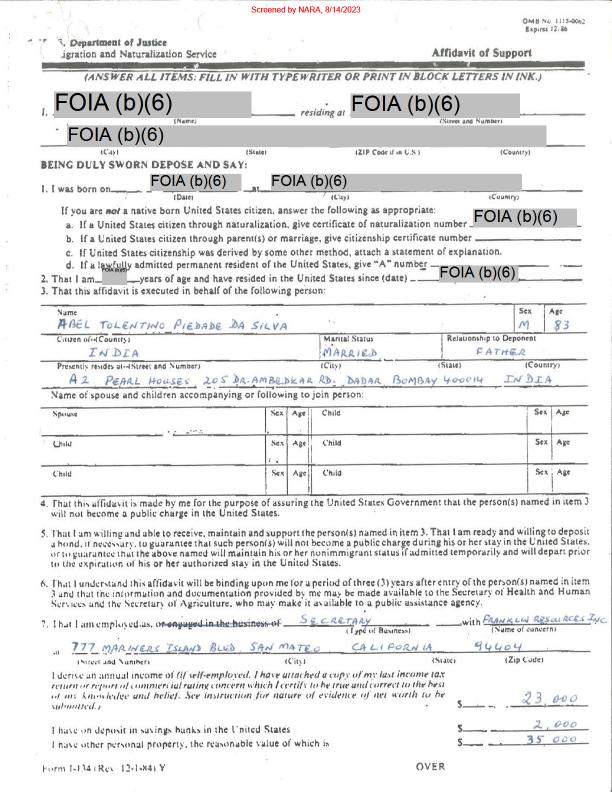 Screened by NARA, 8/14/2023
OMB No. 1115-0062
Expires 12-86
Department of Justice
Immigration and Naturalization Service Affidavit of Support
(ANSWER ALL ITEMS: FILL IN WITH TYPEWRITER OR PRINT IN BLOCK LETTERS IN INK.)
I. FOIA (b)(6) residing at FOIA (b)(6)
(Name) (Street and Number)
FOIA (b)(6)
(City) (State) (ZIP Code if in U.S.) (Country)
BEING DULY SWORN DEPOSE AND SAY:
1. I was born on FOIA (b)(6) at FOIA (b)(6)
(Date) (City) (Country)
If you are not a native born United States citizen, answer the following as appropriate:
a. If a United States citizen through naturalization, give certificate of naturalization number FOIA (b)(6)
b. If a United States citizen through parent(s) or marriage, give citizenship certificate number
c. If United States citizenship was derived by some other method, attach a statement of explanation.
d. If a lawfully admitted permanent resident of the United States, give "A" number
2. That I am FOIA (b)(6) years of age and have resided in the United States since (date) FOIA (b)(6)
3. That this affidavit is executed in behalf of the following person:
Name Sex Age
ABEL TOLENTINO PIEDADE DA SILVA M 83
Citizen of-(Country) Marital Status Relationship to Deponent
INDIA MARRIED FATHER
Presently resides at-(Street and Number) (City) (State) (Country)
A2 PEARL HOUSES 205 DR. AMBEDKAR RD. DADAR BOMBAY 400014 INDIA
Name of spouse and children accompanying or following to join person:
Spouse Sex Age Child Sex Age
Child Sex Age Child Sex Age
Child Sex Age Child Sex Age
4. That this affidavit is made by me for the purpose of assuring the United States Government that the person(s) named in item 3
will not become a public charge in the United States.
5. That I am willing and able to receive, maintain and support the person(s) named in item 3. That I am ready and willing to deposit
a bond, if necessary, to guarantee that such person(s) will not become a public charge during his or her stay in the United States,
or to guarantee that the above named will maintain his or her nonimmigrant status if admitted temporarily and will depart prior
to the expiration of his or her authorized stay in the United States.
6. That I understand this affidavit will be binding upon me for a period of three (3) years after entry of the person(s) named in item
3 and that the information and documentation provided by me may be made available to the Secretary of Health and Human
Services and the Secretary of Agriculture, who may make it available to a public assistance agency.
7. That I am employed as, or engaged in the business of SECRETARY with FRANKLIN RESOURCES INC.
(Type of Business) (Name of concern)
at 777 MARINERS ISLAND BLVD, SAN MATEO CALIFORNIA 94404
(Street and Number) (City) (State) (Zip Code)
I derive an annual income of (if self-employed, I have attached a copy of my last income tax
return or report of commercial rating concern which I certify to be true and correct to the best
of my knowledge and belief. See instruction for nature of evidence of net worth to be
submitted.) $ 23,000
I have on deposit in savings banks in the United States $ 2,000
I have other personal property, the reasonable value of which is $ 35,000
Form I-134 (Rev. 12-1-84) Y OVER